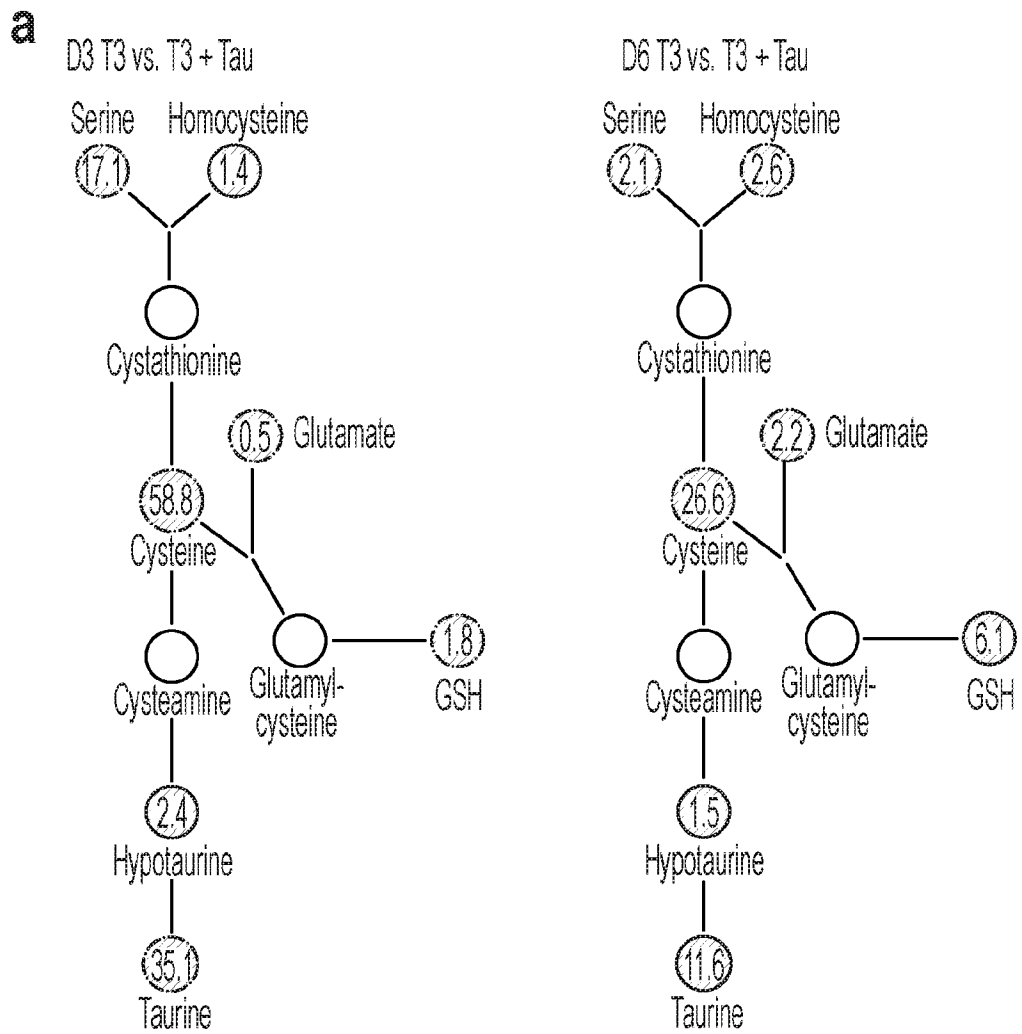 a
D3 T3 vs. T3 + Tau
Serine Homocysteine
17.1 1.4
Cystathionine
0.5 Glutamate
58.8
Cysteine
1.8
Cysteamine
Glutamyl-
cysteine
GSH
2.4
Hypotaurine
35.1
Taurine
D6 T3 vs. T3 + Tau
Serine Homocysteine
2.1 2.6
Cystathionine
2.2 Glutamate
26.6
Cysteine
6.1
Cysteamine
Glutamyl-
cysteine
GSH
1.5
Hypotaurine
11.6
Taurine